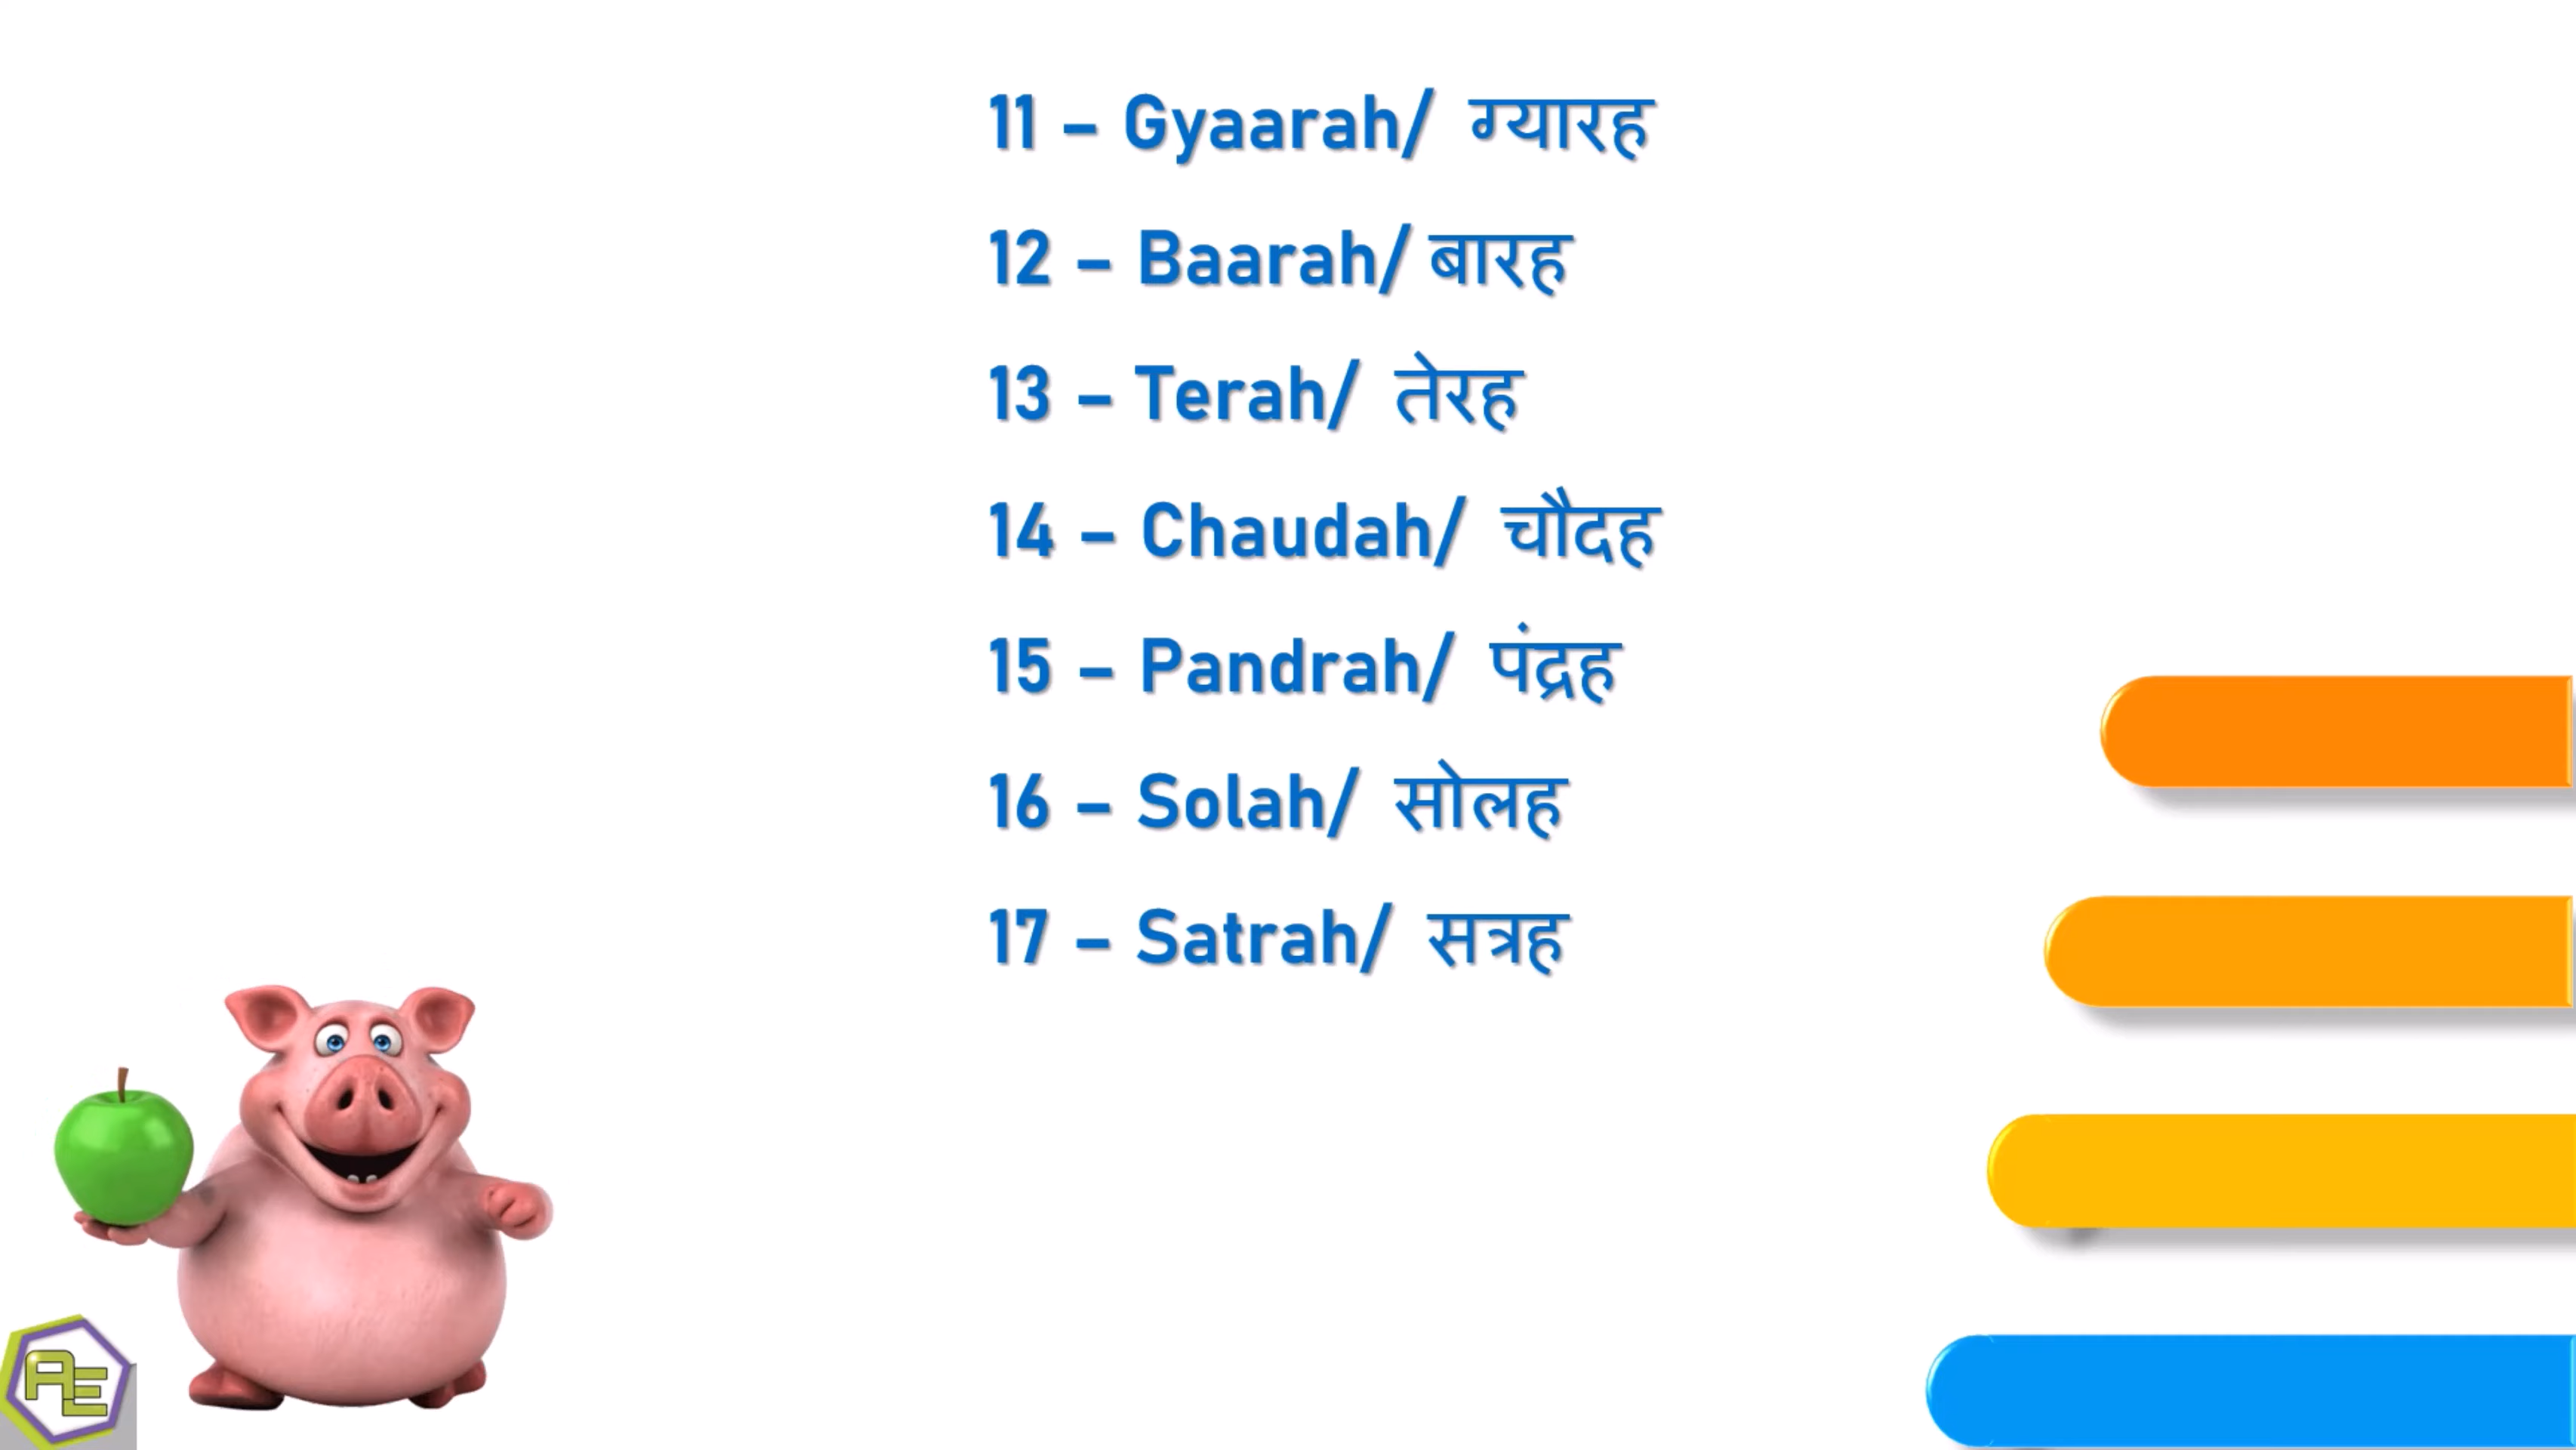 11 – Gyaarah/ ग्यारह
12 – Baarah/ बारह
13 – Terah/ तेरह
14 – Chaudah/ चौदह
15 – Pandrah/ पंद्रह
16 – Solah/ सोलह
17 – Satrah/ सत्रह
AE